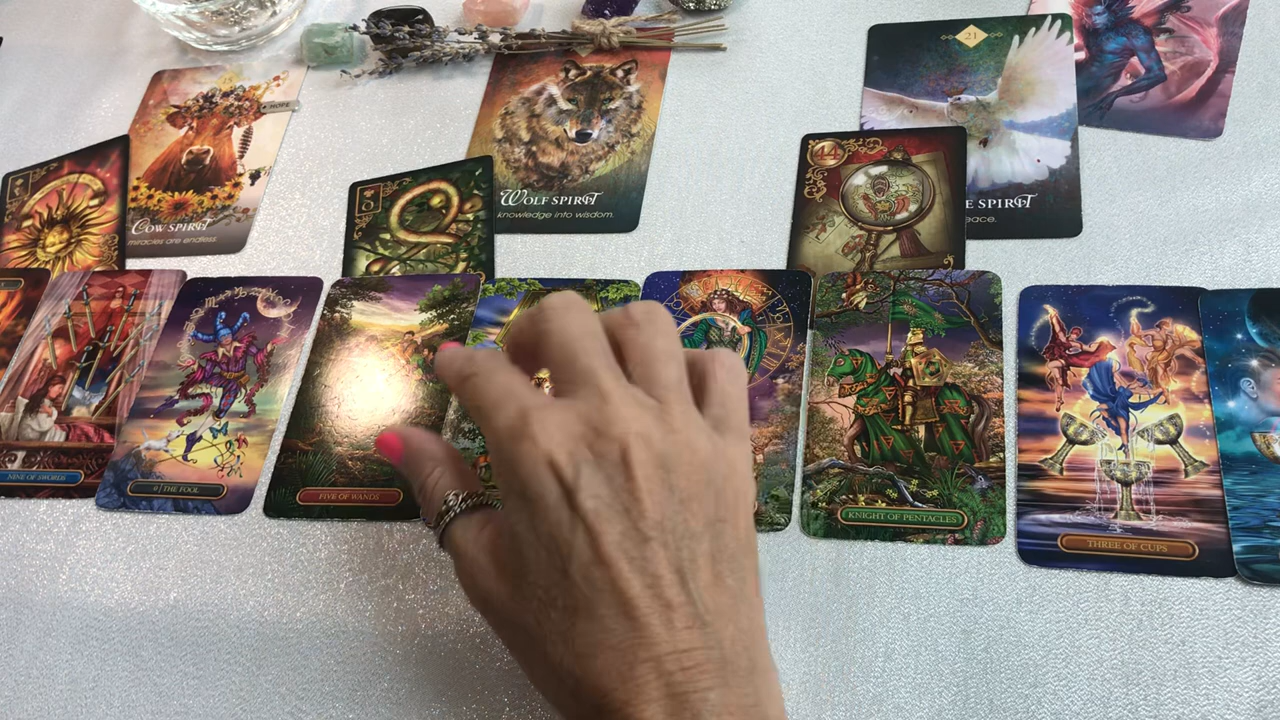 21
HOPE
44
COW SPIRIT
miracles are endless.
WOLF SPIRIT
knowledge into wisdom.
E SPIRIT
eace.
NINE OF SWORDS
0 / THE FOOL
FIVE OF WANDS
KNIGHT OF PENTACLES
THREE OF CUPS